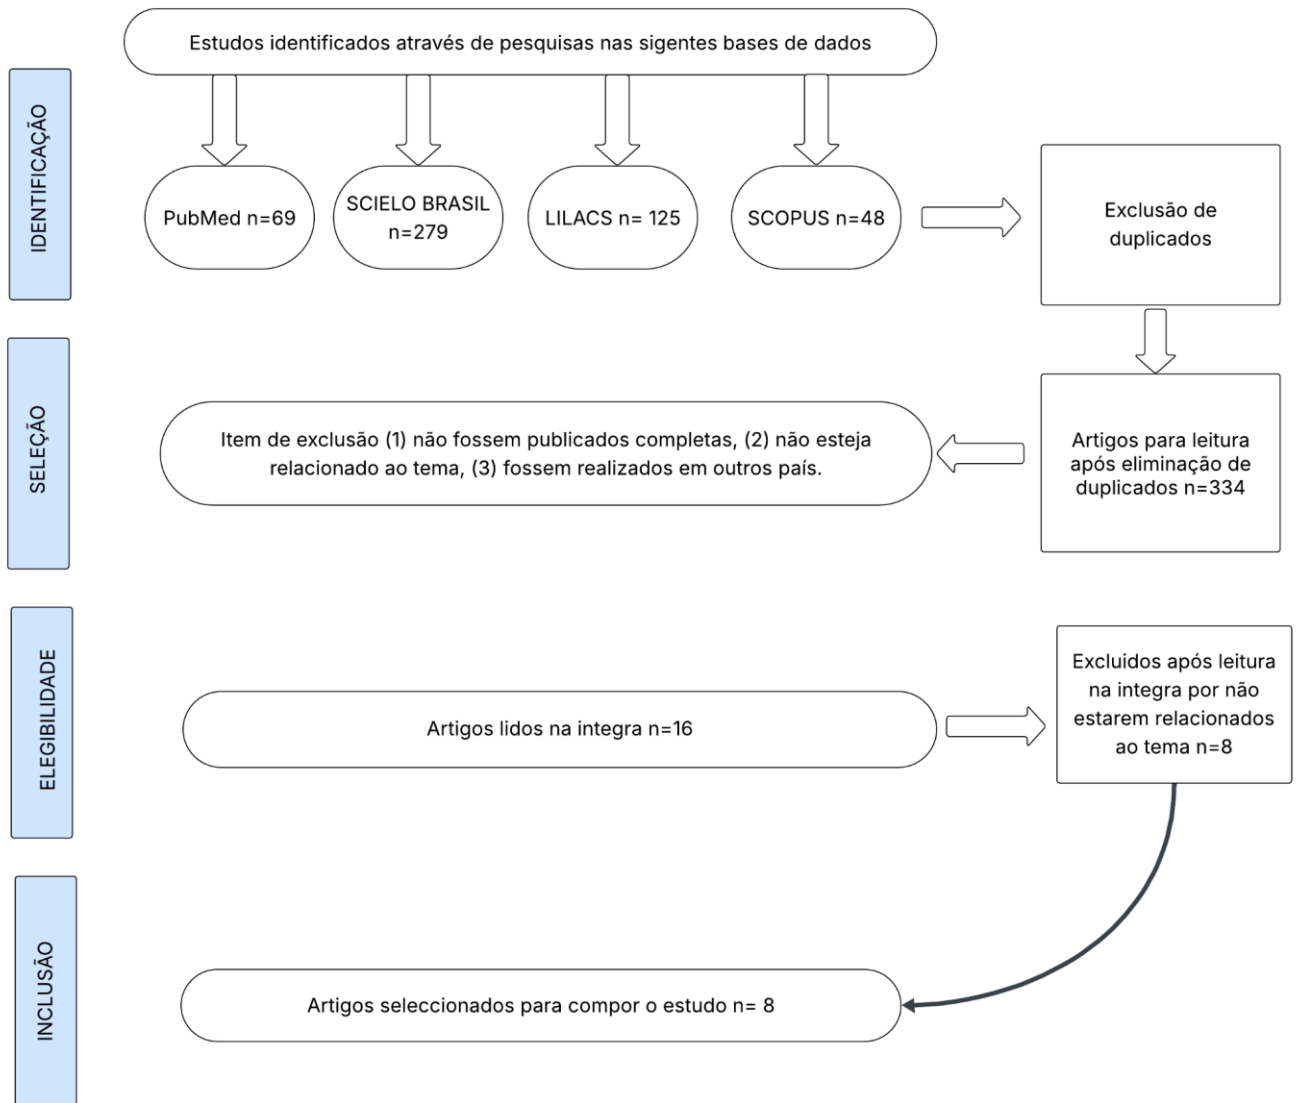 Estudos identificados através de pesquisas nas sigentes bases de dados
IDENTIFICAÇÃO
PubMed n=69
SCIELO BRASIL
n=279
LILACS n= 125
SCOPUS n=48
Exclusão de
duplicados
SELEÇÃO
Artigos para leitura
após eliminação de
duplicados n=334
Item de exclusão (1) não fossem publicados completas, (2) não esteja
relacionado ao tema, (3) fossem realizados em outros país.
ELEGIBILIDADE
Artigos lidos na integra n=16
Excluidos após leitura
na integra por não
estarem relacionados
ao tema n=8
INCLUSÃO
Artigos seleccionados para compor o estudo n= 8